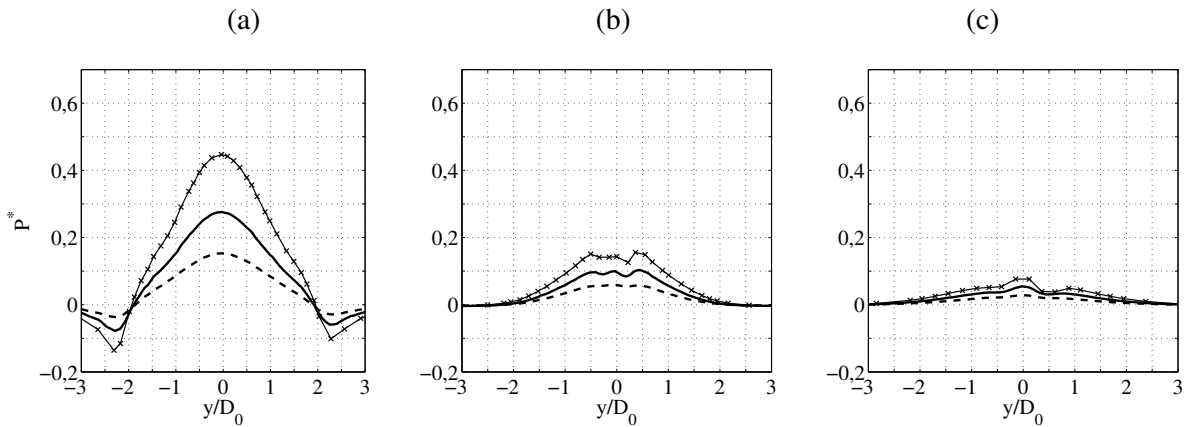 (a) (b) (c)
0,6 0,6 0,6
0,4 0,4 0,4
P* 0,2 0,2 0,2
0 0 0
−0,2 −0,2 −0,2
−3 −2 −1 0 1 2 3 −3 −2 −1 0 1 2 3 −3 −2 −1 0 1 2 3
y/D₀ y/D₀ y/D₀